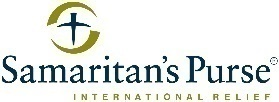 Samaritan's Purse®
INTERNATIONAL RELIEF